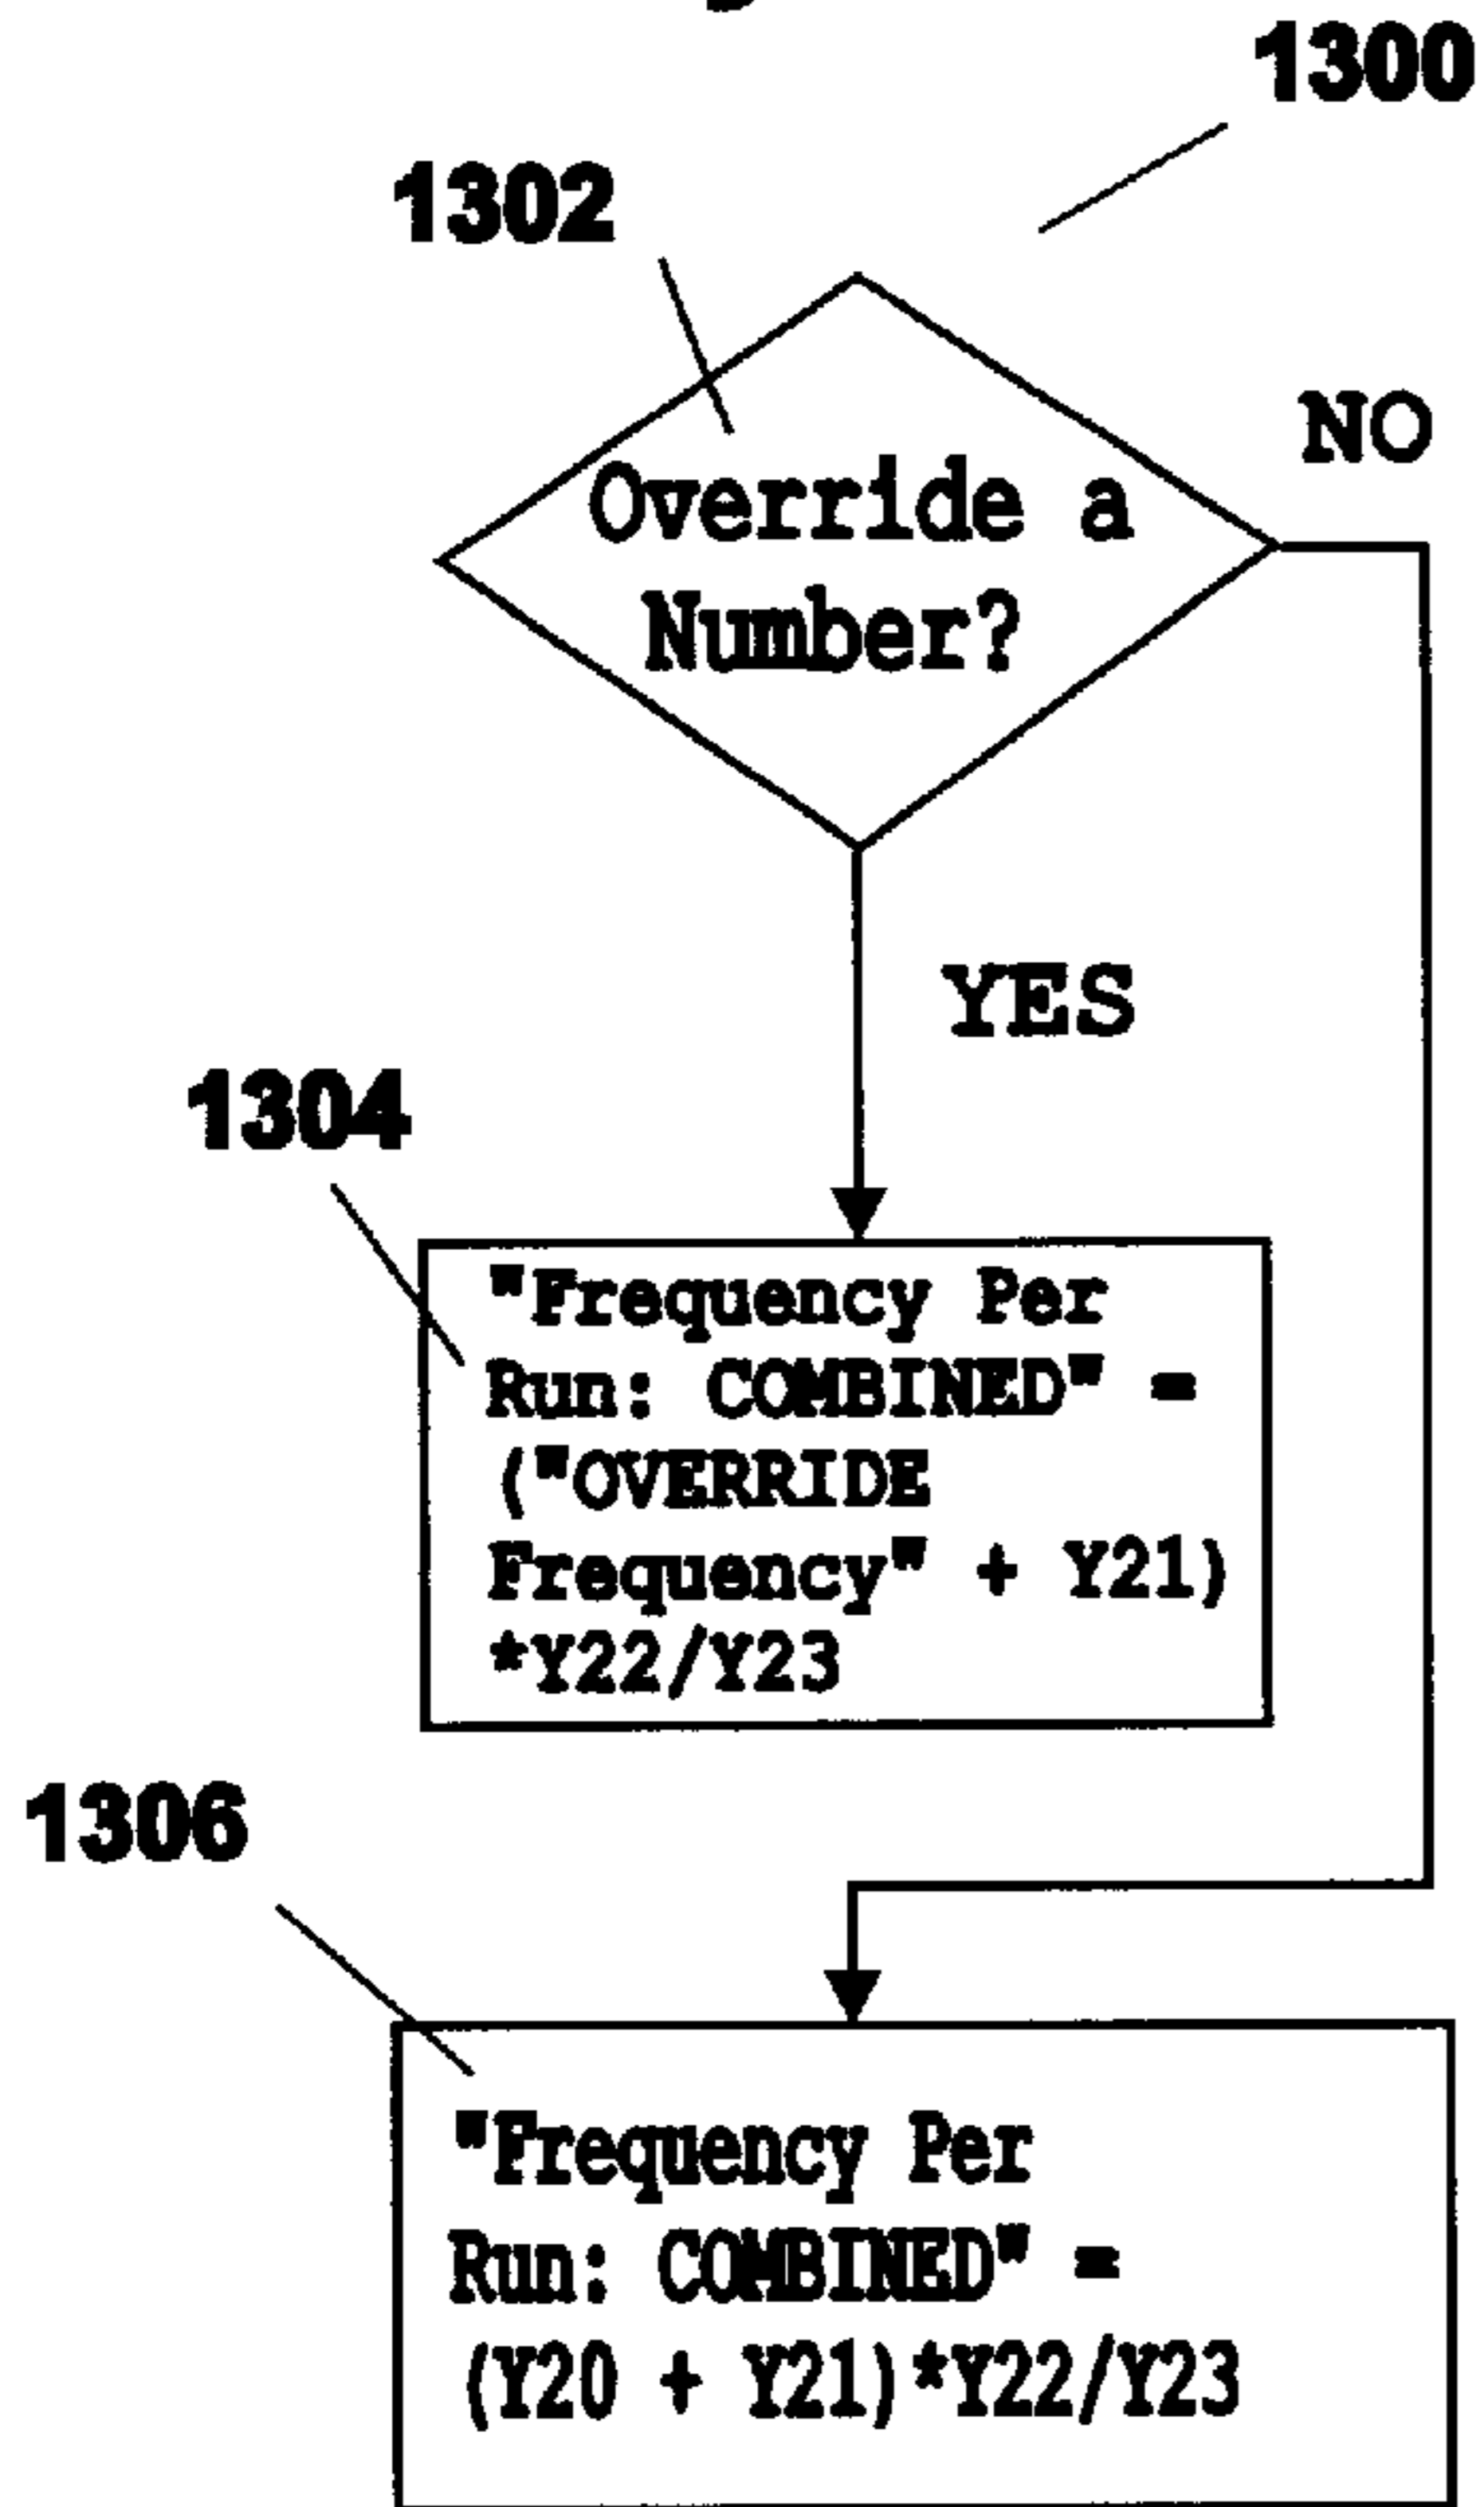 1300
1302
NO
Override a
Number?
YES
1304
"Frequency Per
Run: COMBINED" =
("OVERRIDE
Frequency" + Y21)
*Y22/Y23
1306
"Frequency Per
Run: COMBINED" =
(Y20 + Y21)*Y22/Y23